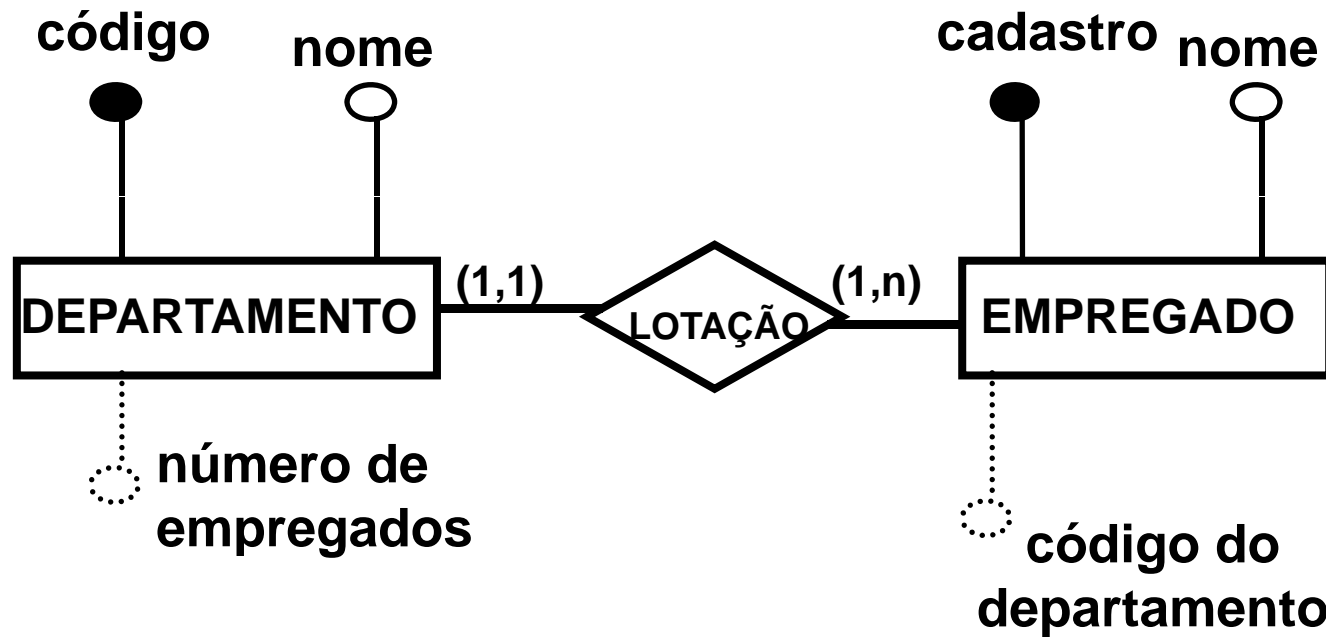 código
nome
cadastro
nome
DEPARTAMENTO
(1,1)
LOTAÇÃO
(1,n)
EMPREGADO
número de
empregados
código do
departamento